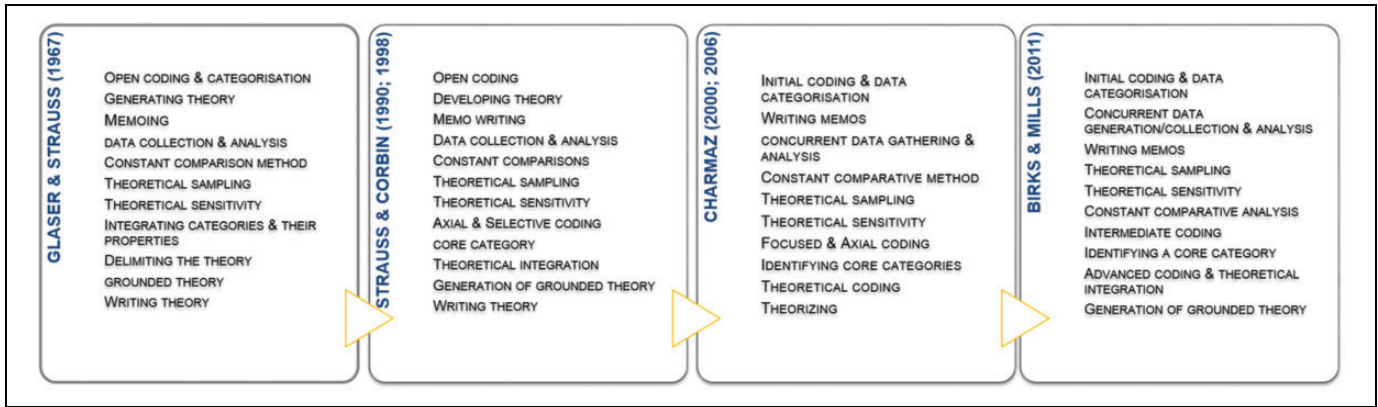 GLASER & STRAUSS (1967)
OPEN CODING & CATEGORISATION
GENERATING THEORY
MEMOING
DATA COLLECTION & ANALYSIS
CONSTANT COMPARISON METHOD
THEORETICAL SAMPLING
THEORETICAL SENSITIVITY
INTEGRATING CATEGORIES & THEIR
PROPERTIES
DELIMITING THE THEORY
GROUNDED THEORY
WRITING THEORY
STRAUSS & CORBIN (1990; 1998)
OPEN CODING
DEVELOPING THEORY
MEMO WRITING
DATA COLLECTION & ANALYSIS
CONSTANT COMPARISONS
THEORETICAL SAMPLING
THEORETICAL SENSITIVITY
AXIAL & SELECTIVE CODING
CORE CATEGORY
THEORETICAL INTEGRATION
GENERATION OF GROUNDED THEORY
WRITING THEORY
CHARMAZ (2000; 2006)
INITIAL CODING & DATA
CATEGORISATION
WRITING MEMOS
CONCURRENT DATA GATHERING &
ANALYSIS
CONSTANT COMPARATIVE METHOD
THEORETICAL SAMPLING
THEORETICAL SENSITIVITY
FOCUSED & AXIAL CODING
IDENTIFYING CORE CATEGORIES
THEORETICAL CODING
THEORIZING
BIRKS & MILLS (2011)
INITIAL CODING & DATA
CATEGORISATION
CONCURRENT DATA
GENERATION/COLLECTION & ANALYSIS
WRITING MEMOS
THEORETICAL SAMPLING
THEORETICAL SENSITIVITY
CONSTANT COMPARATIVE ANALYSIS
INTERMEDIATE CODING
IDENTIFYING A CORE CATEGORY
ADVANCED CODING & THEORETICAL
INTEGRATION
GENERATION OF GROUNDED THEORY